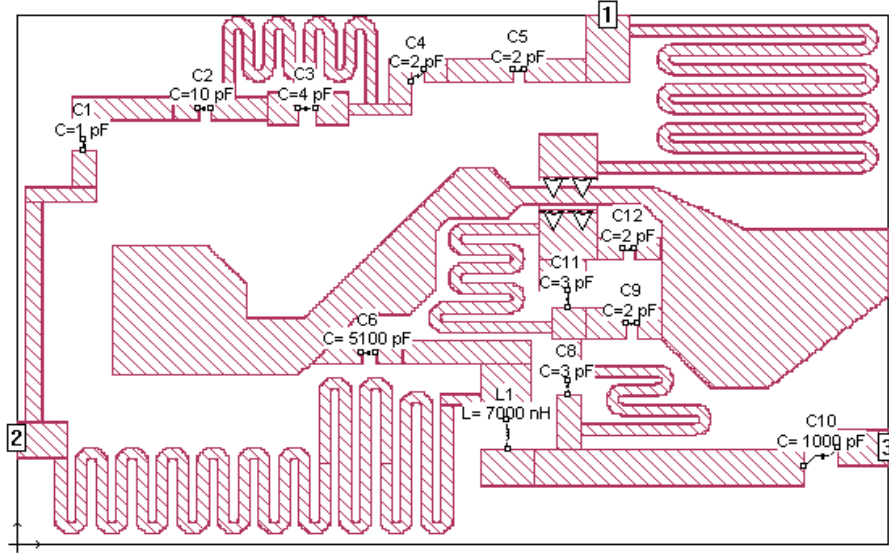 1
C5
C=2 pF
C4
C=2 pF
C3
C=4 pF
C2
C=10 pF
C1
C=1 pF
C12
C=2 pF
C11
C=3 pF
C9
C=2 pF
C6
C= 5100 pF
C8
C=3 pF
L1
L= 7000 nH
C10
C= 1000 pF
2
3